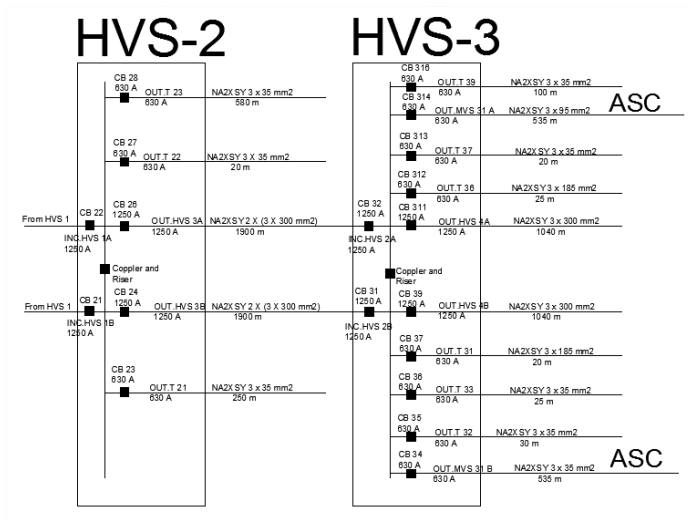 HVS-2
HVS-3
CB 28
630 A
OUT.T 23
630 A
NA2XSY 3 x 35 mm2
580 m
CB 27
630 A
OUT.T 22
630 A
NA2XSY 3 X 35 mm2
20 m
From HVS 1
CB 22
INC.HVS 1A
1250 A
CB 26
1250 A
OUT.HVS 3A
1250 A
NA2XSY 2 X (3 X 300 mm2)
1900 m
Coppler and
Riser
From HVS 1
CB 21
INC.HVS 1B
1250 A
CB 24
1250 A
OUT.HVS 3B
1250 A
NA2XSY 2 X (3 X 300 mm2)
1900 m
CB 23
630 A
OUT.T 21
630 A
NA2XSY 3 x 35 mm2
250 m
CB 316
630 A
OUT.T 39
630 A
NA2XSY 3 x 35 mm2
100 m
CB 314
630 A
OUT.MVS 31 A
630 A
NA2XSY 3 x 95 mm2
535 m
ASC
CB 313
630 A
OUT.T 37
630 A
NA2XSY 3 x 35 mm2
20 m
CB 312
630 A
OUT.T 36
630 A
NA2XSY 3 x 185 mm2
25 m
CB 32
1250 A
INC.HVS 2A
1250 A
CB 311
1250 A
OUT.HVS 4A
1250 A
NA2XSY 3 x 300 mm2
1040 m
Coppler and
Riser
CB 31
1250 A
INC.HVS 2B
1250 A
CB 39
1250 A
OUT.HVS 4B
1250 A
NA2XSY 3 x 300 mm2
1040 m
CB 37
630 A
OUT.T 31
630 A
NA2XSY 3 x 185 mm2
20 m
CB 36
630 A
OUT.T 33
630 A
NA2XSY 3 x 35 mm2
25 m
CB 35
630 A
OUT.T 32
630 A
NA2XSY 3 x 35 mm2
30 m
CB 34
630 A
OUT.MVS 31 B
630 A
NA2XSY 3 x 35 mm2
535 m
ASC